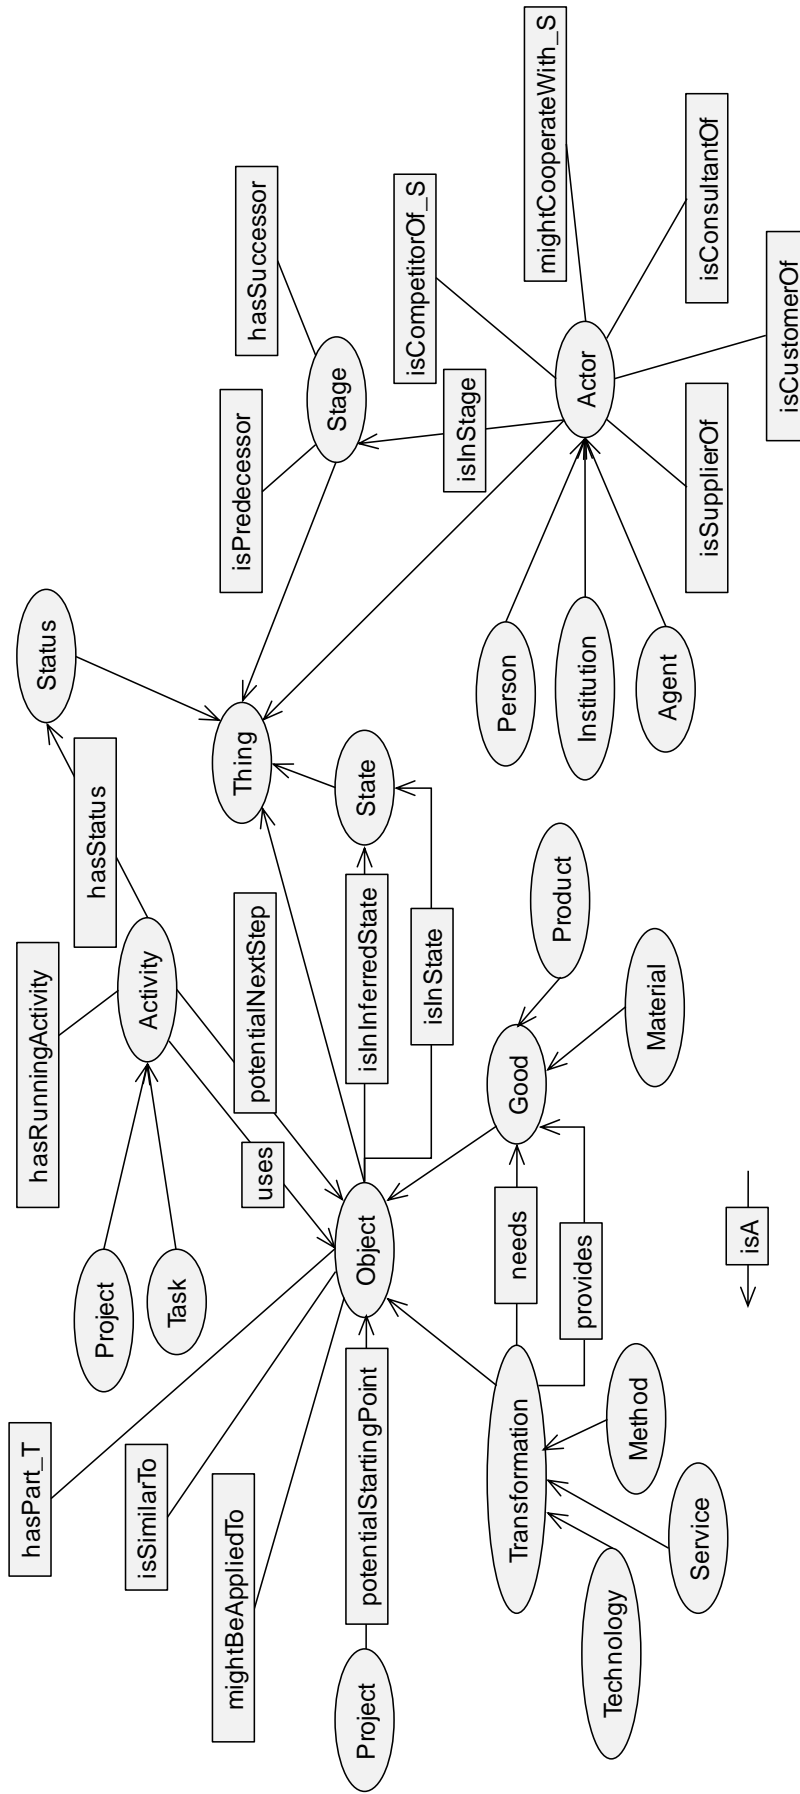 hasPart_T
isSimilarTo
mightBeAppliedTo
Project
potentialStartingPoint
Project
Task
hasRunningActivity
Activity
hasStatus
Status
uses
potentialNextStep
Object
isInInferredState
isInState
State
Thing
isPredecessor
hasSuccessor
Stage
isInStage
isCompetitorOf_S
mightCooperateWith_S
Actor
isConsultantOf
isCustomerOf
isSupplierOf
Person
Institution
Agent
Transformation
needs
provides
Good
Product
Material
Technology
Service
Method
isA